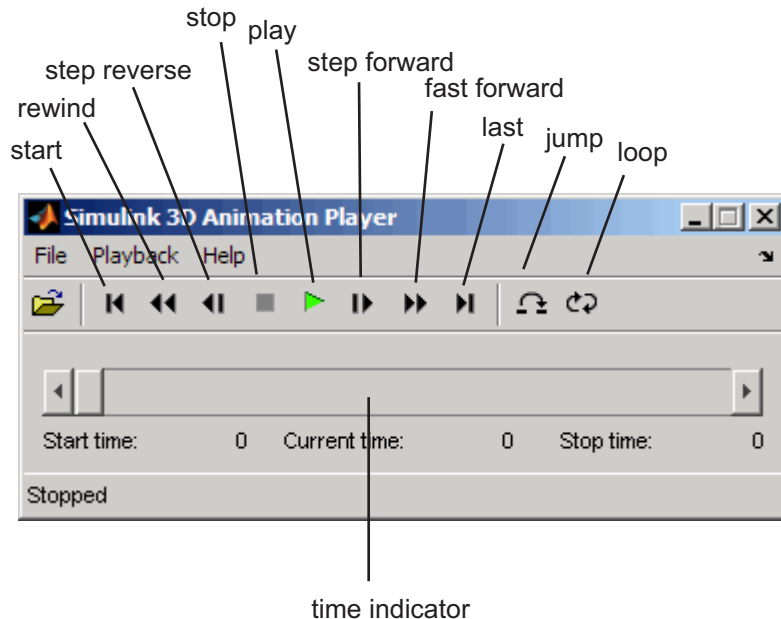 stop play
step reverse step forward
rewind fast forward
start last jump loop
Simulink 3D Animation Player
File Playback Help
Start time: 0 Current time: 0 Stop time: 0
Stopped
time indicator